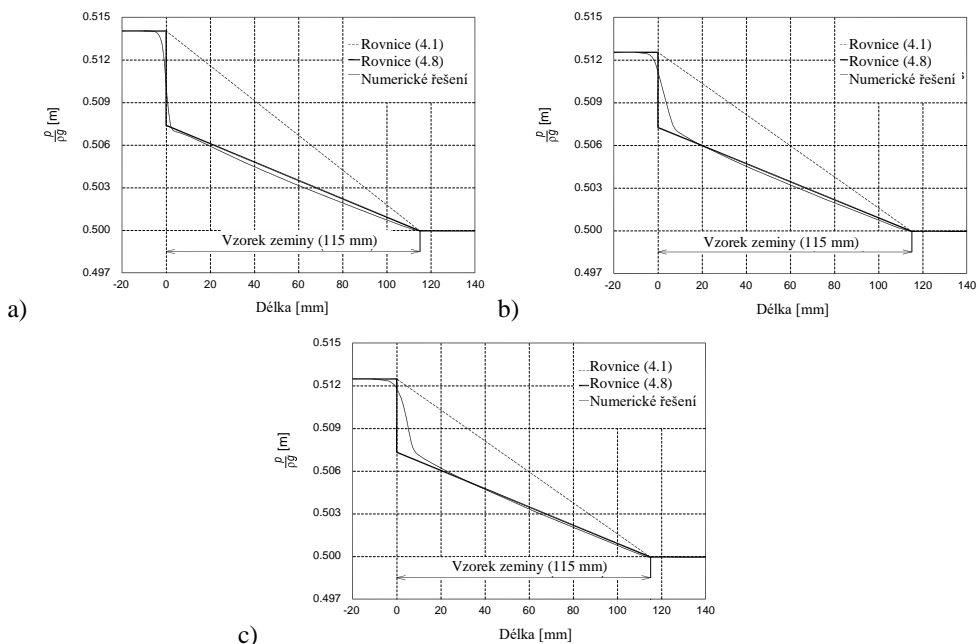 0.515
0.512
0.509
0.506
0.503
0.500
0.497
p/ρg [m]
Rovnice (4.1)
Rovnice (4.8)
Numerické řešení
Vzorek zeminy (115 mm)
-20 0 20 40 60 80 100 120 140
Délka [mm]
a)
0.515
0.512
0.509
0.506
0.503
0.500
0.497
p/ρg [m]
Rovnice (4.1)
Rovnice (4.8)
Numerické řešení
Vzorek zeminy (115 mm)
-20 0 20 40 60 80 100 120 140
Délka [mm]
b)
0.515
0.512
0.509
0.506
0.503
0.500
0.497
p/ρg [m]
Rovnice (4.1)
Rovnice (4.8)
Numerické řešení
Vzorek zeminy (115 mm)
-20 0 20 40 60 80 100 120 140
Délka [mm]
c)